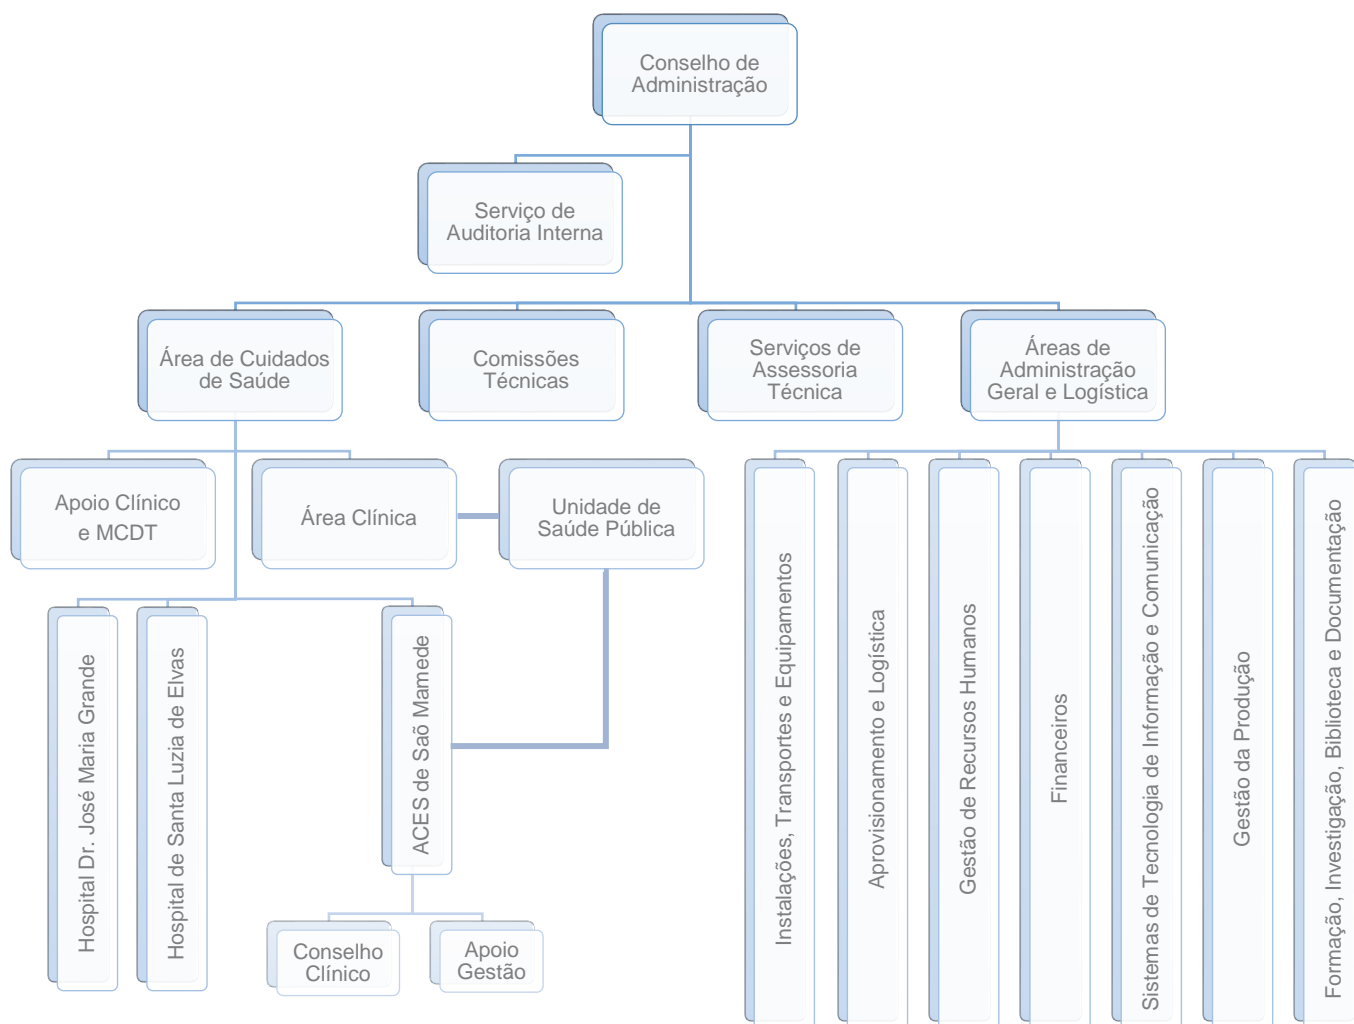 Conselho de
Administração
Serviço de
Auditoria Interna
Área de Cuidados
de Saúde
Comissões
Técnicas
Serviços de
Assessoria
Técnica
Áreas de
Administração
Geral e Logística
Apoio Clínico
e MCDT
Área Clínica
Unidade de
Saúde Pública
Hospital Dr. José Maria Grande
Hospital de Santa Luzia de Elvas
ACES de Saõ Mamede
Conselho
Clínico
Apoio
Gestão
Instalações, Transportes e Equipamentos
Aprovisionamento e Logística
Gestão de Recursos Humanos
Financeiros
Sistemas de Tecnologia de Informação e Comunicação
Gestão da Produção
Formação, Investigação, Biblioteca e Documentação